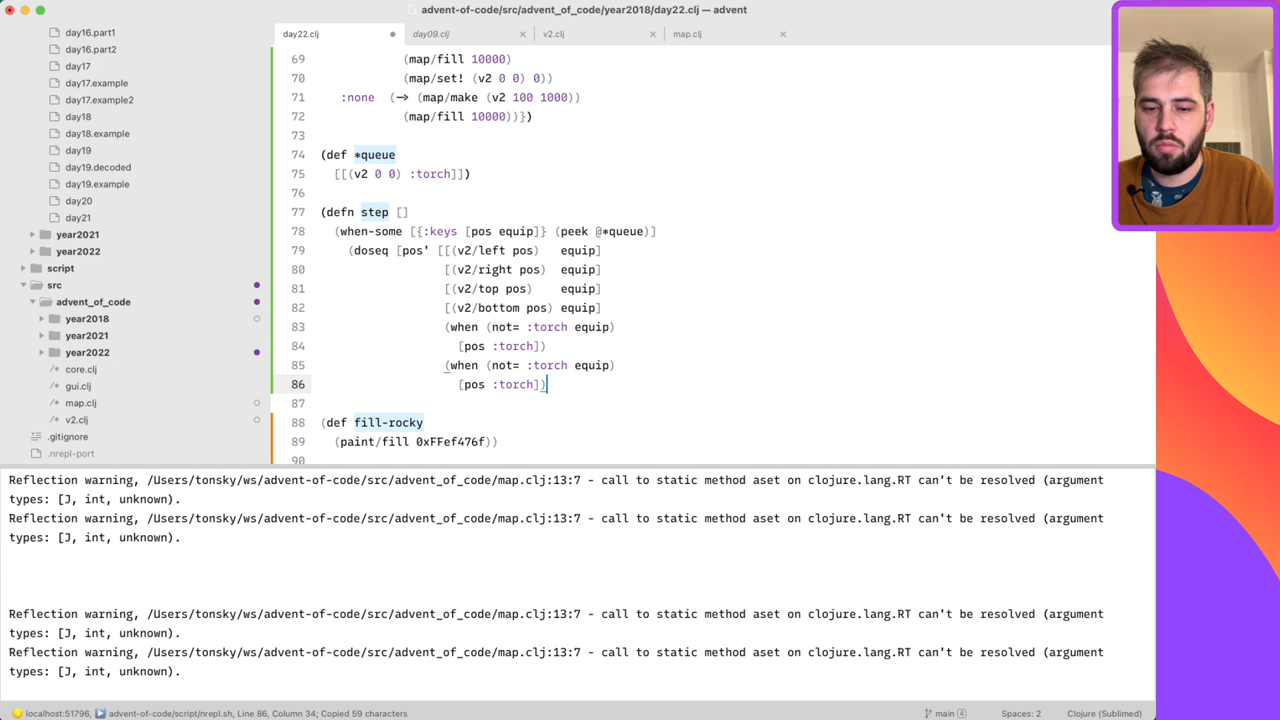 advent-of-code/src/advent_of_code/year2018/day22.clj — advent
day16.part1
day16.part2
day17
day17.example
day17.example2
day18
day18.example
day19
day19.decoded
day19.example
day20
day21
year2021
year2022
script
src
advent_of_code
year2018
year2021
year2022
/* core.clj
/* gui.clj
/* map.clj
/* v2.clj
.gitignore
.nrepl-port
day22.clj
day09.clj
v2.clj
map.clj
69 (map/fill 10000)
70 (map/set! (v2 0 0) 0))
71 :none (-> (map/make (v2 100 1000))
72 (map/fill 10000))})
73
74 (def *queue
75 [[(v2 0 0) :torch]])
76
77 (defn step []
78 (when-some [{:keys [pos equip]} (peek @*queue)]
79 (doseq [pos' [[(v2/left pos) equip]
80 [(v2/right pos) equip]
81 [(v2/top pos) equip]
82 [(v2/bottom pos) equip]
83 (when (not= :torch equip)
84 [pos :torch])
85 (when (not= :torch equip)
86 [pos :torch])
87
88 (def fill-rocky
89 (paint/fill 0xFFef476f))
90
Reflection warning, /Users/tonsky/ws/advent-of-code/src/advent_of_code/map.clj:13:7 - call to static method aset on clojure.lang.RT can't be resolved (argument
types: [J, int, unknown).
Reflection warning, /Users/tonsky/ws/advent-of-code/src/advent_of_code/map.clj:13:7 - call to static method aset on clojure.lang.RT can't be resolved (argument
types: [J, int, unknown).
Reflection warning, /Users/tonsky/ws/advent-of-code/src/advent_of_code/map.clj:13:7 - call to static method aset on clojure.lang.RT can't be resolved (argument
types: [J, int, unknown).
Reflection warning, /Users/tonsky/ws/advent-of-code/src/advent_of_code/map.clj:13:7 - call to static method aset on clojure.lang.RT can't be resolved (argument
types: [J, int, unknown).
localhost:51796, advent-of-code/script/nrepl.sh, Line 86, Column 34; Copied 59 characters
main 4
Spaces: 2
Clojure (Sublimed)